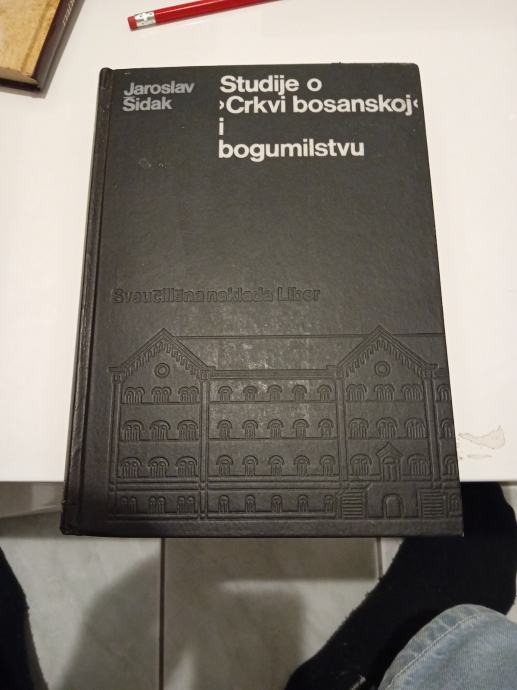 Jaroslav
Šidak
Studije o
›Crkvi bosanskoj‹
i
bogumilstvu
Sveučilišna naklada Liber